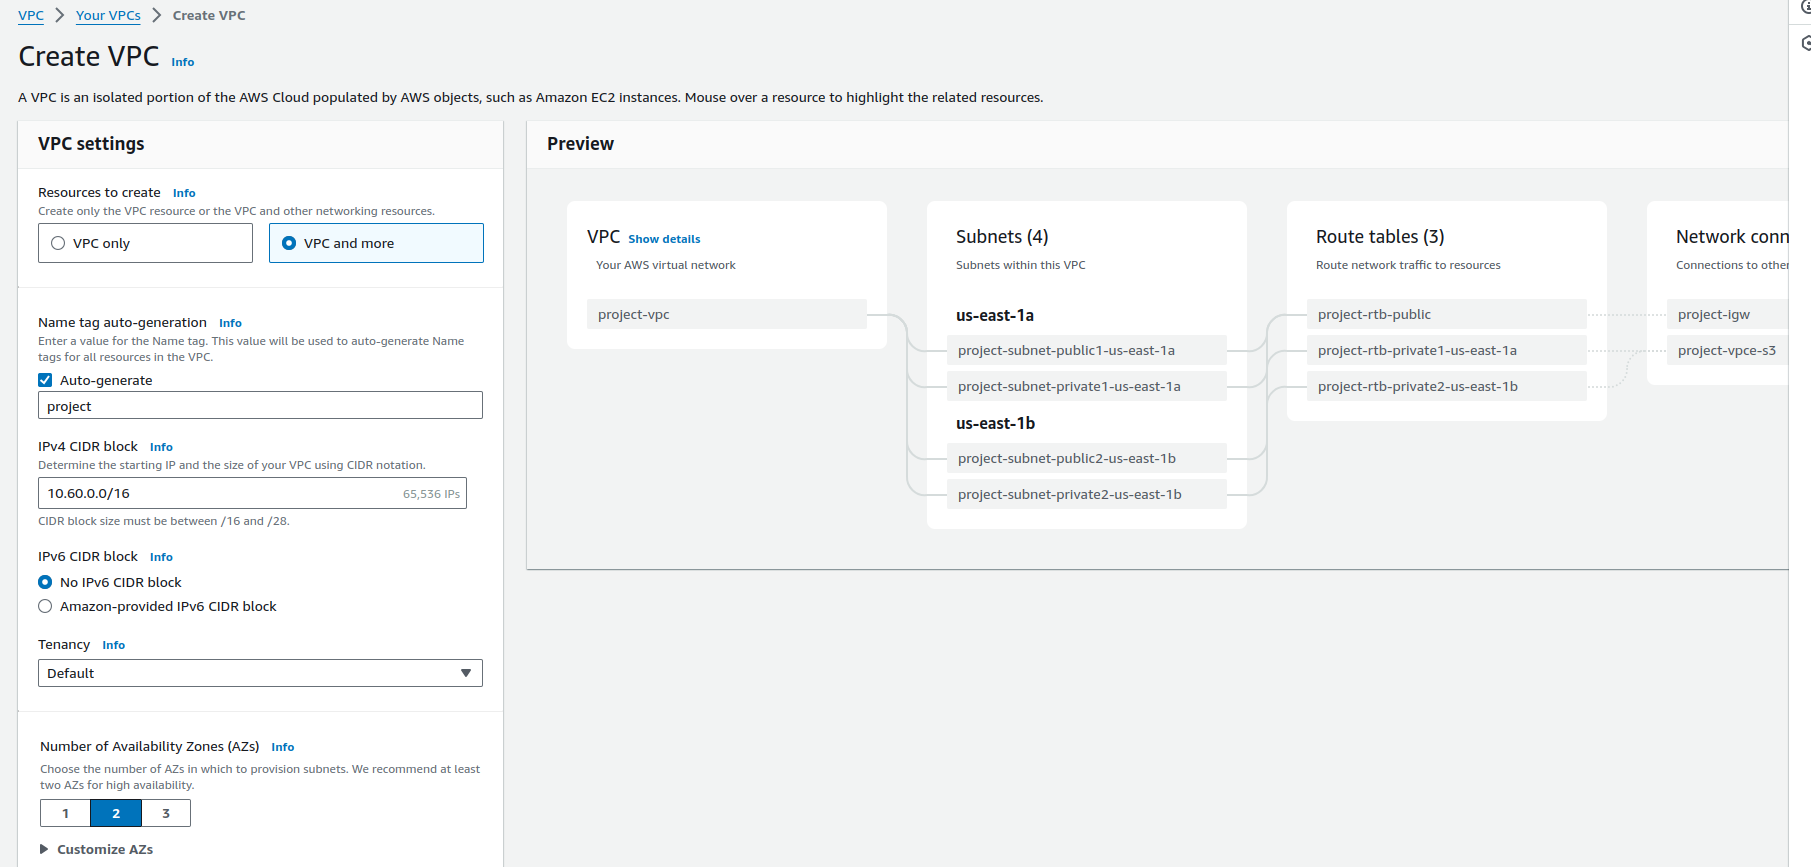 VPC > Your VPCs > Create VPC
Create VPC Info
A VPC is an isolated portion of the AWS Cloud populated by AWS objects, such as Amazon EC2 instances. Mouse over a resource to highlight the related resources.
VPC settings
Resources to create Info
Create only the VPC resource or the VPC and other networking resources.
VPC only
VPC and more
Name tag auto-generation Info
Enter a value for the Name tag. This value will be used to auto-generate Name
tags for all resources in the VPC.
Auto-generate
project
IPv4 CIDR block Info
Determine the starting IP and the size of your VPC using CIDR notation.
10.60.0.0/16 65,536 IPs
CIDR block size must be between /16 and /28.
IPv6 CIDR block Info
No IPv6 CIDR block
Amazon-provided IPv6 CIDR block
Tenancy Info
Default
Number of Availability Zones (AZs) Info
Choose the number of AZs in which to provision subnets. We recommend at least
two AZs for high availability.
1 2 3
Customize AZs
Preview
VPC Show details
Your AWS virtual network
project-vpc
Subnets (4)
Subnets within this VPC
us-east-1a
project-subnet-public1-us-east-1a
project-subnet-private1-us-east-1a
us-east-1b
project-subnet-public2-us-east-1b
project-subnet-private2-us-east-1b
Route tables (3)
Route network traffic to resources
project-rtb-public
project-rtb-private1-us-east-1a
project-rtb-private2-us-east-1b
Network conn
Connections to other
project-igw
project-vpce-s3